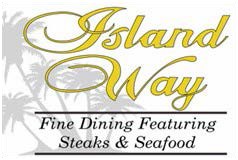 Island
Way
Fine Dining Featuring
Steaks & Seafood